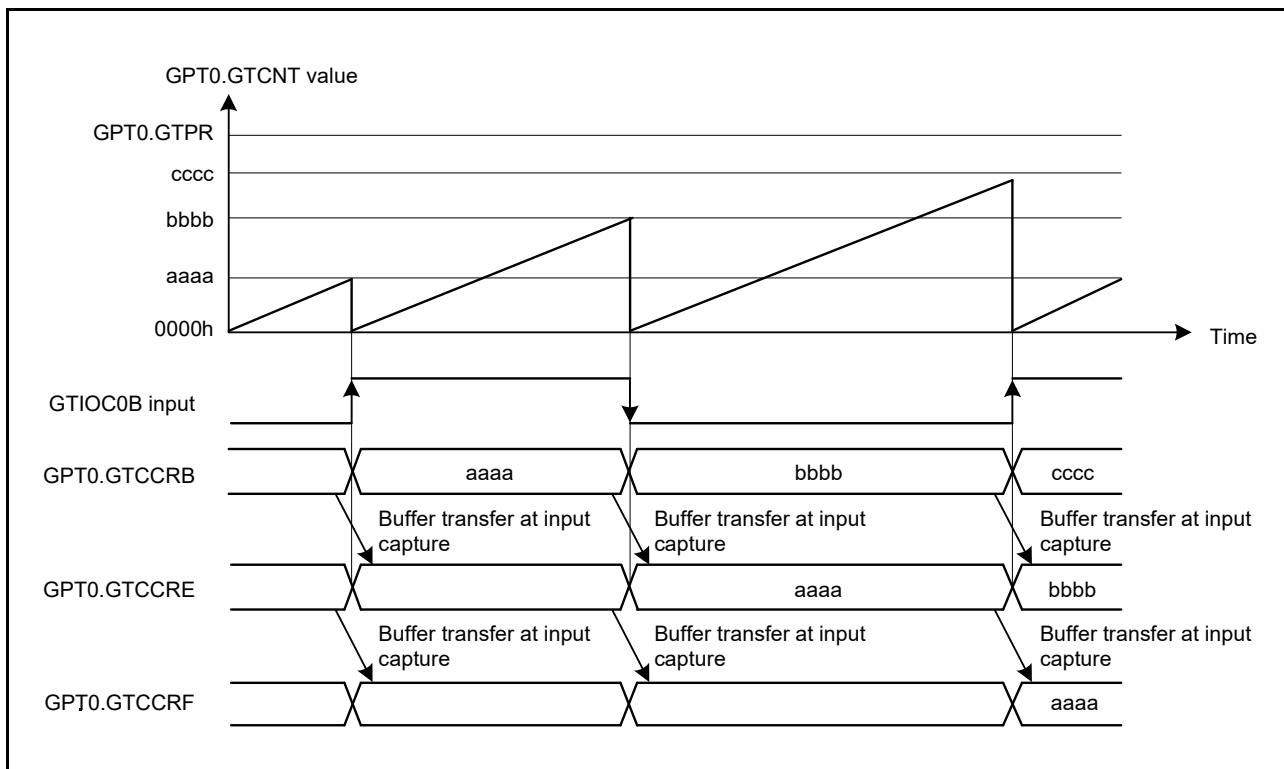 GPT0.GTCNT value
GPT0.GTPR
cccc
bbbb
aaaa
0000h
Time
GTIOC0B input
GPT0.GTCCRB
aaaa
bbbb
cccc
Buffer transfer at input
capture
Buffer transfer at input
capture
Buffer transfer at input
capture
GPT0.GTCCRE
aaaa
bbbb
Buffer transfer at input
capture
Buffer transfer at input
capture
Buffer transfer at input
capture
GPT0.GTCCRF
aaaa